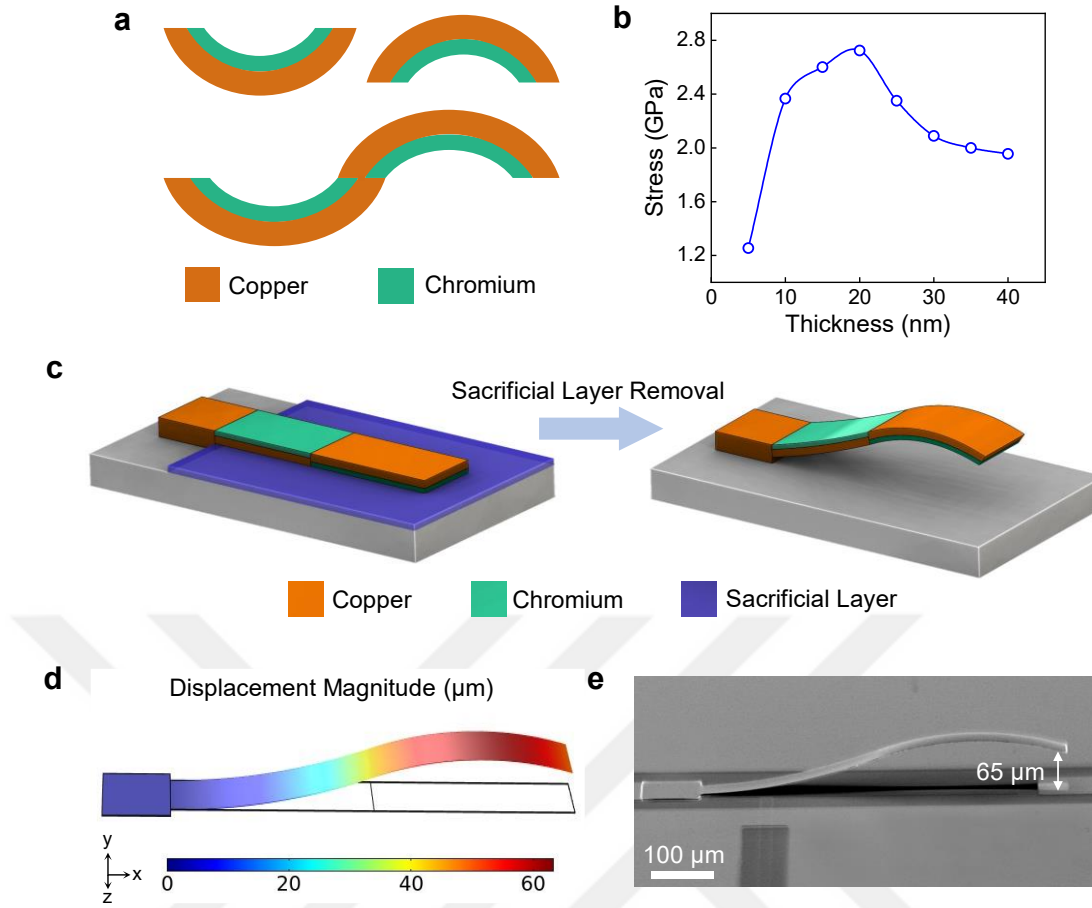 a
Copper
Chromium
b
2.8
2.4
2.0
1.6
1.2
Stress (GPa)
0
10
20
30
40
Thickness (nm)
c
Sacrificial Layer Removal
Copper
Chromium
Sacrificial Layer
d
Displacement Magnitude (µm)
y
x
z
0
20
40
60
e
65 µm
100 µm